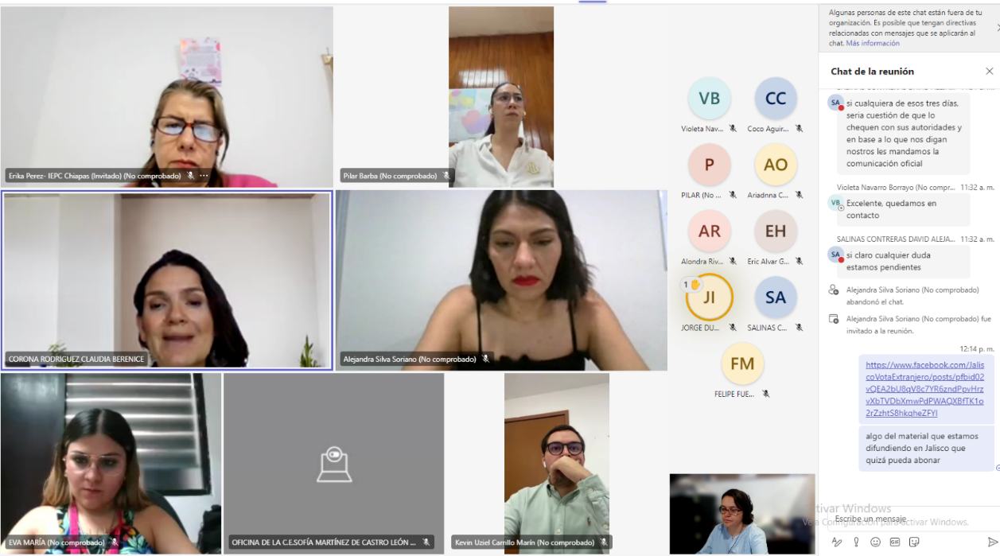 Erika Perez- IEPC Chiapas (Invitado) (No comprobado)
Pilar Barba (No comprobado)
CORONA RODRIGUEZ CLAUDIA BERENICE
Alejandra Silva Soriano (No comprobado)
EVA MARÍA (No comprobado)
OFICINA DE LA C.E.SOFÍA MARTÍNEZ DE CASTRO LEÓN ...
Kevin Uziel Carrillo Marín (No comprobado)
VB
CC
Violeta Nav...
Coco Aguir...
P
AO
PILAR (No ...
Ariadnna C...
AR
EH
Alondra Riv...
Eric Alvar G...
1
JI
SA
JORGE DU...
SALINAS C...
FM
FELIPE FUE...
Algunas personas de este chat están fuera de tu
organización. Es posible que tengan directivas
relacionadas con mensajes que se aplicarán al
chat. Más información
Chat de la reunión
SA
si cualquiera de esos tres días,
seria cuestión de que lo
chequen con sus autoridades y
en base a lo que nos digan
nostros les mandamos la
comunicación oficial
Violeta Navarro Borrayo (No compr... 11:32 a. m.
VB
Excelente, quedamos en
contacto
SALINAS CONTRERAS DAVID ALEJA... 11:32 a. m.
SA
si claro cualquier duda
estamos pendientes
Alejandra Silva Soriano (No comprobado)
abandonó el chat.
Alejandra Silva Soriano (No comprobado) fue
invitado a la reunión.
12:14 p. m.
https://www.facebook.com/Jalis
coVotaExtranjero/posts/pfbid02
vQEA2bU8qV8c7YR6zndPpvHrz
vXbTVDbXmwPdPWAQXBfTK1o
2rZzhtS8hkqheZFYl
algo del material que estamos
difundiendo en Jalisco que
quizá pueda abonar
tivar Windows
Escribe un mensaje
Ve a Configuración para activar Windows.
GIF